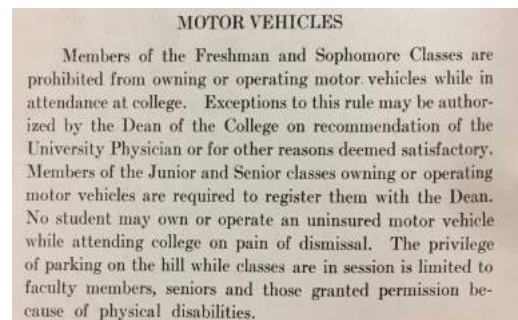 MOTOR VEHICLES
Members of the Freshman and Sophomore Classes are
prohibited from owning or operating motor vehicles while in
attendance at college. Exceptions to this rule may be author-
ized by the Dean of the College on recommendation of the
University Physician or for other reasons deemed satisfactory.
Members of the Junior and Senior classes owning or operating
motor vehicles are required to register them with the Dean.
No student may own or operate an uninsured motor vehicle
while attending college on pain of dismissal. The privilege
of parking on the hill while classes are in session is limited to
faculty members, seniors and those granted permission be-
cause of physical disabilities.